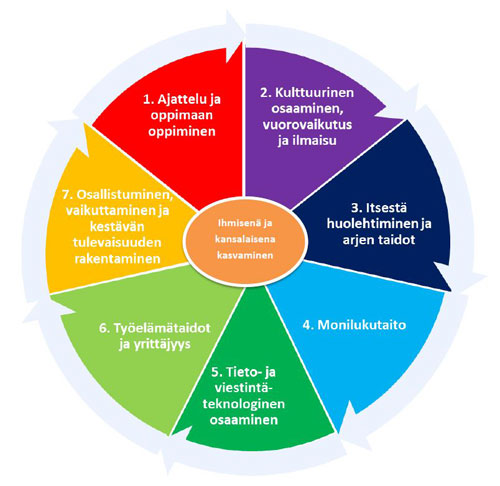 1. Ajattelu ja
oppimaan
oppiminen
2. Kulttuurinen
osaaminen,
vuorovaikutus
ja ilmaisu
3. Itsestä
huolehtiminen ja
arjen taidot
4. Monilukutaito
5. Tieto- ja
viestintä-
teknologinen
osaaminen
6. Työelämätaidot
ja yrittäjyys
7. Osallistuminen,
vaikuttaminen ja
kestävän
tulevaisuuden
rakentaminen
Ihmisenä ja
kansalaisena
kasvaminen